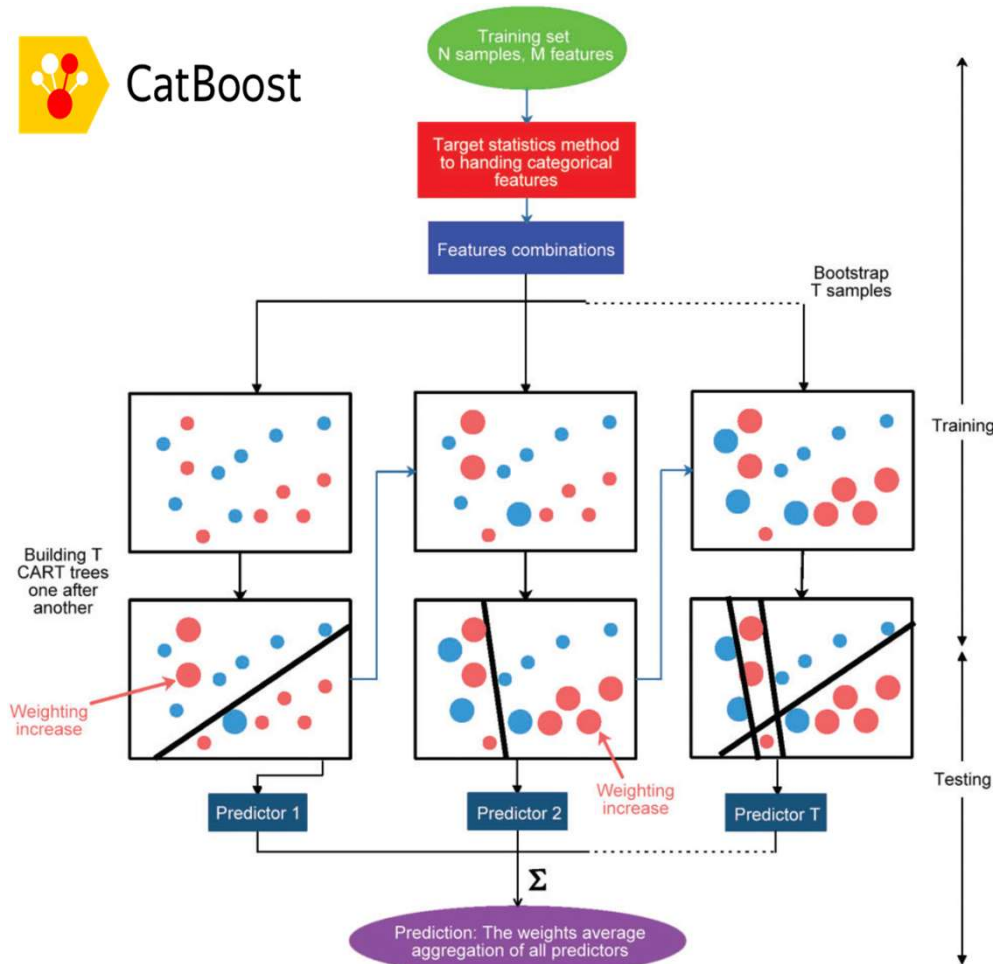 CatBoost
Training set
N samples, M features
Target statistics method
to handing categorical
features
Features combinations
Bootstrap
T samples
Training
Building T
CART trees
one after
another
Weighting
increase
Weighting
increase
Testing
Predictor 1
Predictor 2
Predictor T
Σ
Prediction: The weights average
aggregation of all predictors